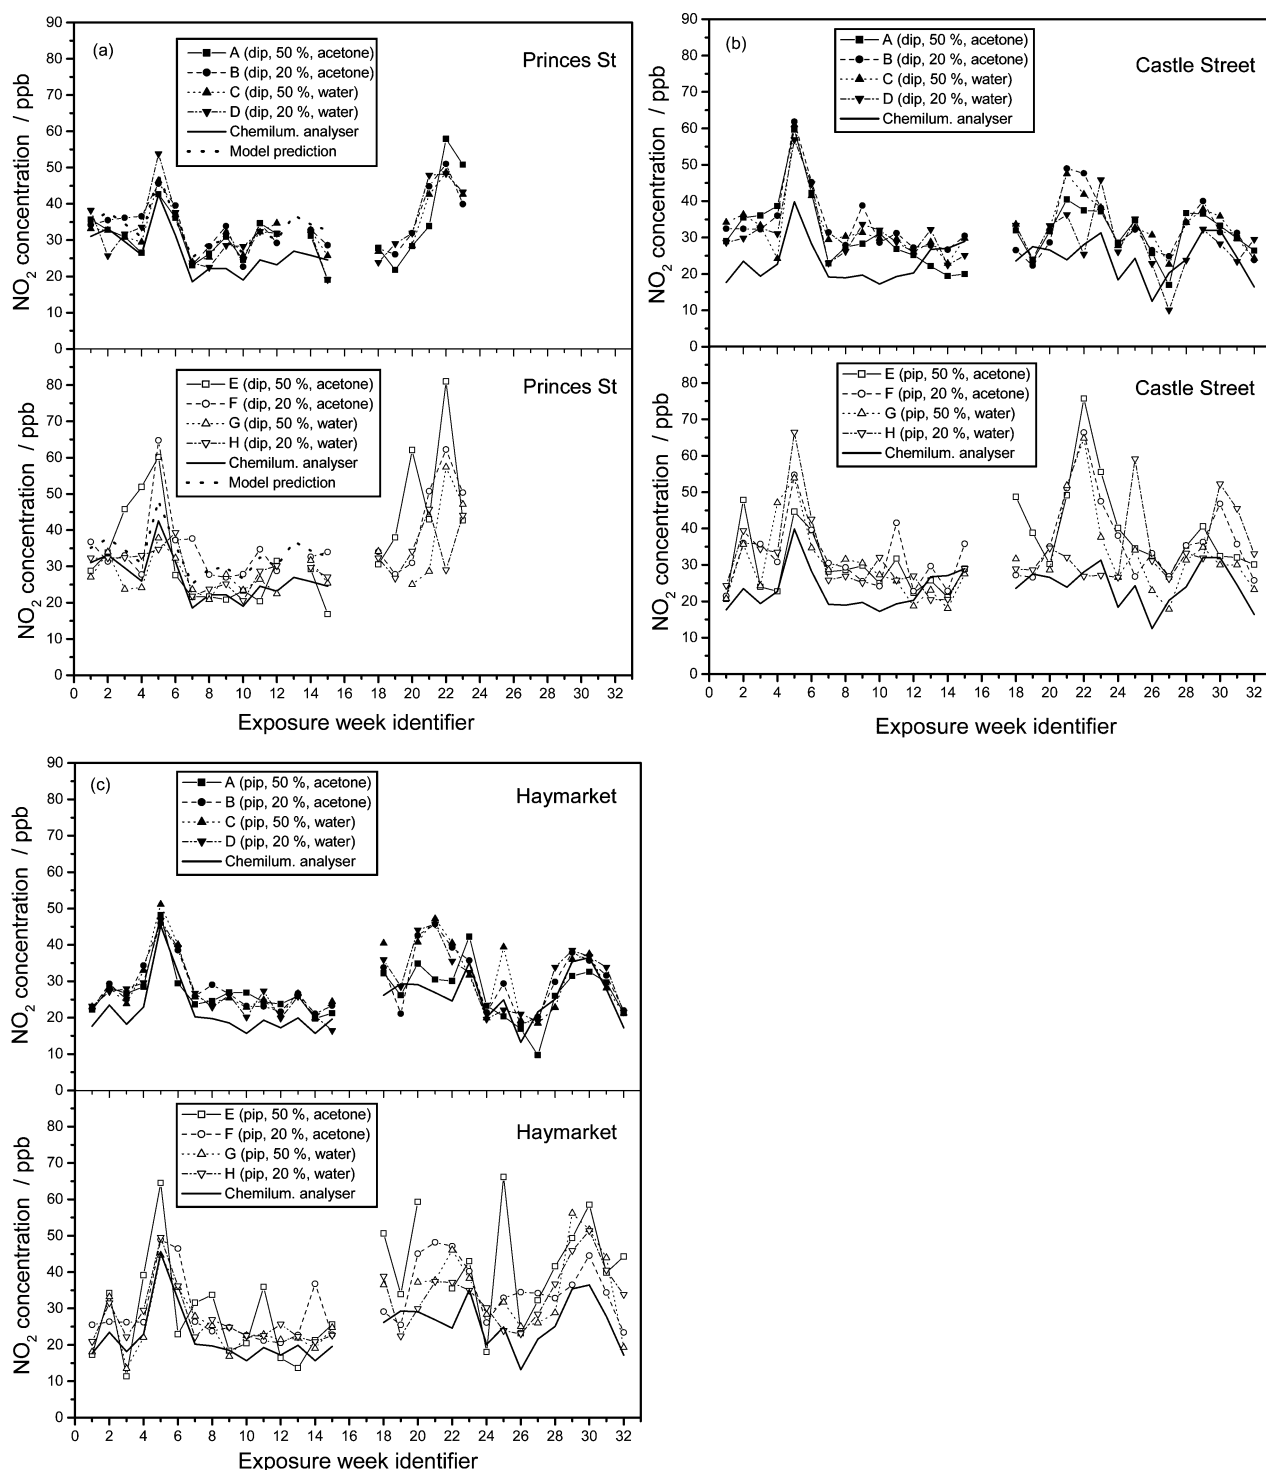 (a)
Princes St
A (dip, 50 %, acetone)
B (dip, 20 %, acetone)
C (dip, 50 %, water)
D (dip, 20 %, water)
Chemilum. analyser
Model prediction
NO2 concentration / ppb
90
80
70
60
50
40
30
20
10
0
Princes St
E (dip, 50 %, acetone)
F (dip, 20 %, acetone)
G (dip, 50 %, water)
H (dip, 20 %, water)
Chemilum. analyser
Model prediction
NO2 concentration / ppb
80
70
60
50
40
30
20
10
0
0 2 4 6 8 10 12 14 16 18 20 22 24 26 28 30 32
Exposure week identifier
(b)
Castle Street
A (dip, 50 %, acetone)
B (dip, 20 %, acetone)
C (dip, 50 %, water)
D (dip, 20 %, water)
Chemilum. analyser
NO2 concentration / ppb
90
80
70
60
50
40
30
20
10
0
Castle Street
E (pip, 50 %, acetone)
F (pip, 20 %, acetone)
G (pip, 50 %, water)
H (pip, 20 %, water)
Chemilum. analyser
NO2 concentration / ppb
80
70
60
50
40
30
20
10
0
0 2 4 6 8 10 12 14 16 18 20 22 24 26 28 30 32
Exposure week identifier
(c)
Haymarket
A (pip, 50 %, acetone)
B (pip, 20 %, acetone)
C (pip, 50 %, water)
D (pip, 20 %, water)
Chemilum. analyser
NO2 concentration / ppb
90
80
70
60
50
40
30
20
10
0
Haymarket
E (pip, 50 %, acetone)
F (pip, 20 %, acetone)
G (pip, 50 %, water)
H (pip, 20 %, water)
Chemilum. analyser
NO2 concentration / ppb
80
70
60
50
40
30
20
10
0
0 2 4 6 8 10 12 14 16 18 20 22 24 26 28 30 32
Exposure week identifier